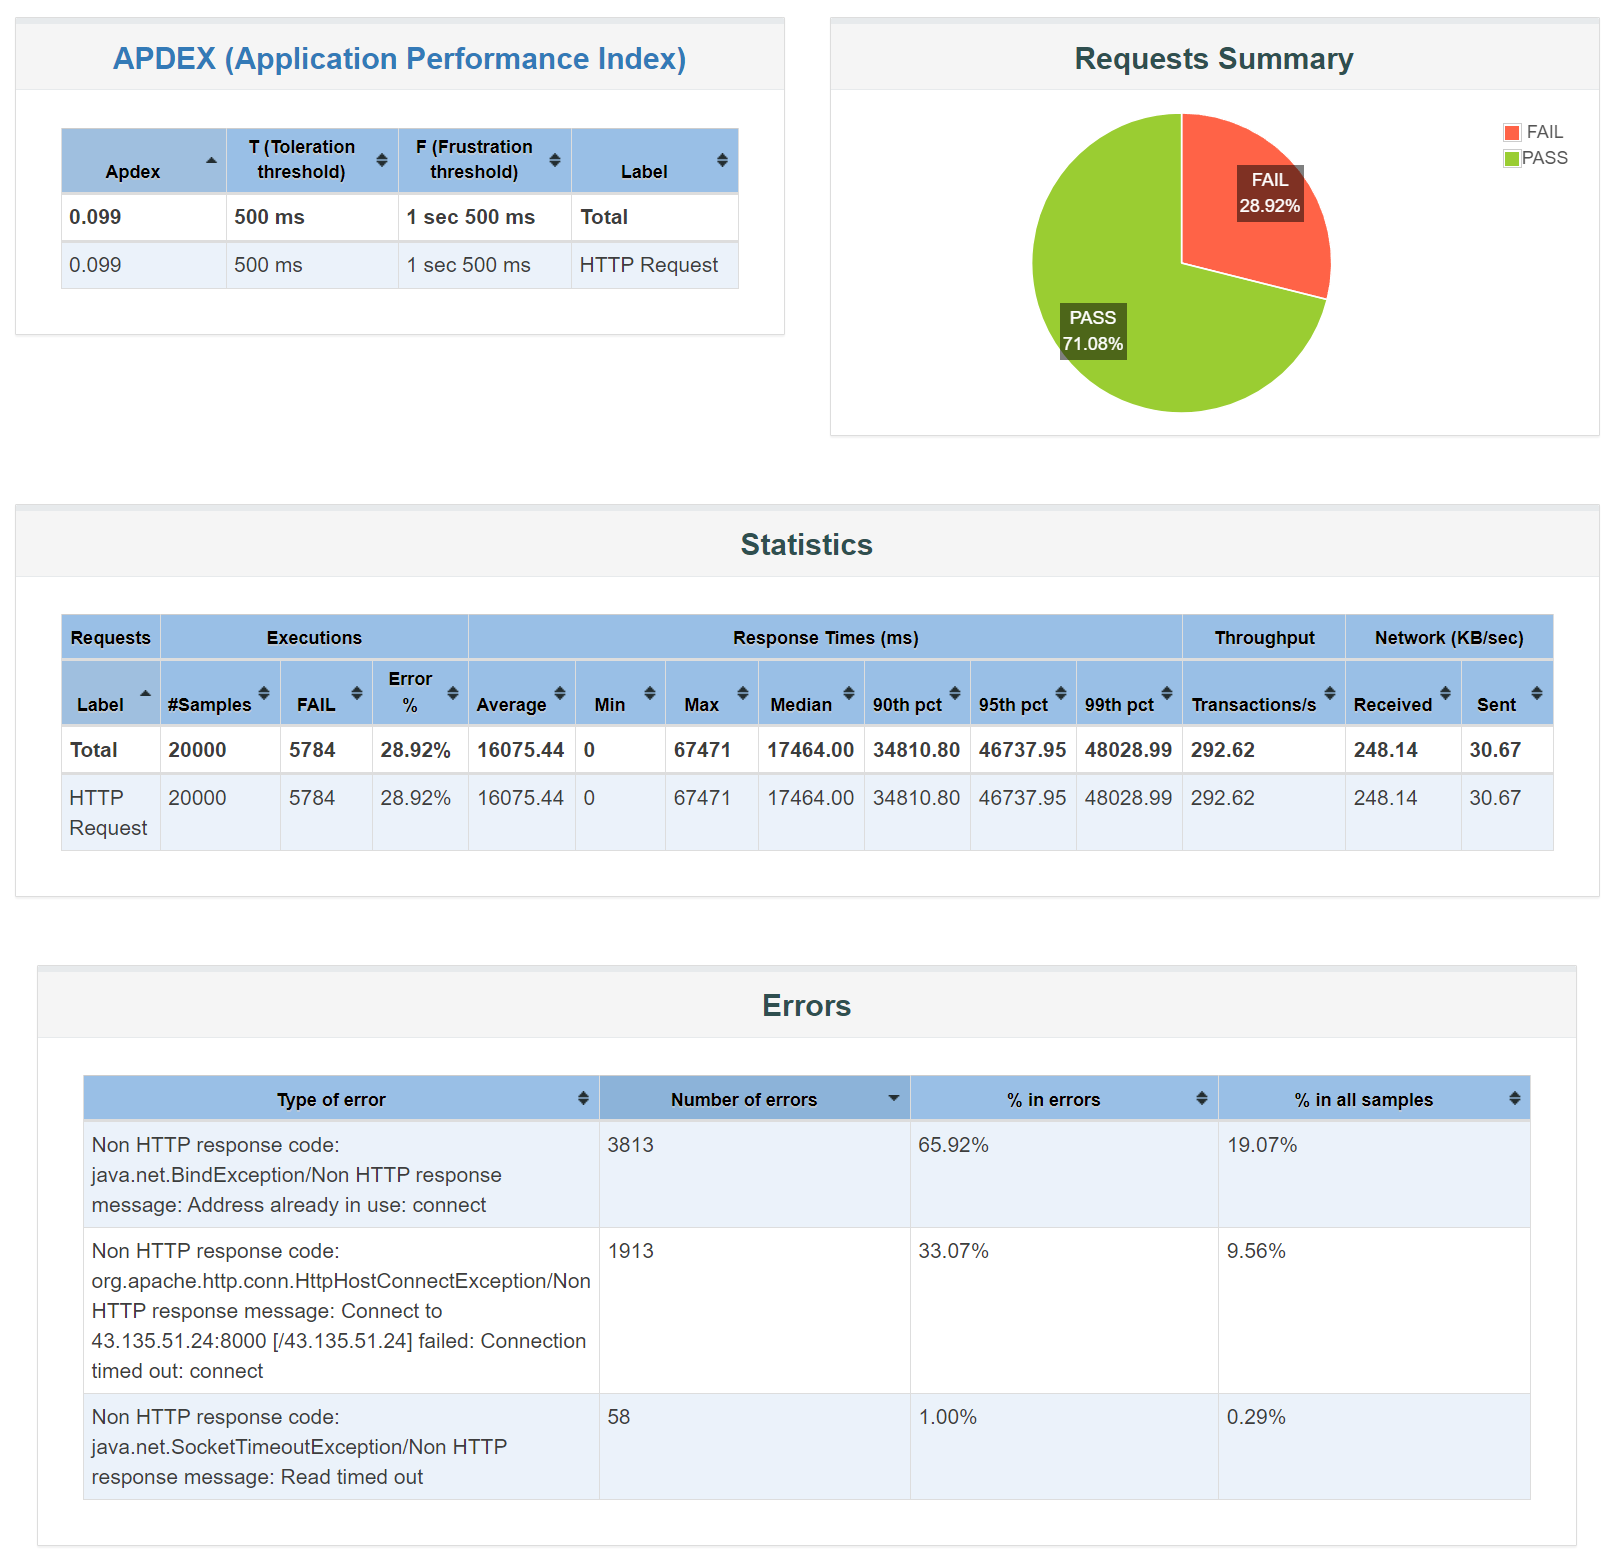 APDEX (Application Performance Index)
Apdex
T (Toleration
threshold)
F (Frustration
threshold)
Label
0.099 500 ms 1 sec 500 ms Total
0.099 500 ms 1 sec 500 ms HTTP Request
Requests Summary
FAIL
PASS
FAIL
28.92%
PASS
71.08%
Statistics
Requests Executions Response Times (ms) Throughput Network (KB/sec)
Label #Samples FAIL Error
% Average Min Max Median 90th pct 95th pct 99th pct Transactions/s Received Sent
Total 20000 5784 28.92% 16075.44 0 67471 17464.00 34810.80 46737.95 48028.99 292.62 248.14 30.67
HTTP
Request 20000 5784 28.92% 16075.44 0 67471 17464.00 34810.80 46737.95 48028.99 292.62 248.14 30.67
Errors
Type of error Number of errors % in errors % in all samples
Non HTTP response code:
java.net.BindException/Non HTTP response
message: Address already in use: connect
3813 65.92% 19.07%
Non HTTP response code:
org.apache.http.conn.HttpHostConnectException/Non
HTTP response message: Connect to
43.135.51.24:8000 [/43.135.51.24] failed: Connection
timed out: connect
1913 33.07% 9.56%
Non HTTP response code:
java.net.SocketTimeoutException/Non HTTP
response message: Read timed out
58 1.00% 0.29%